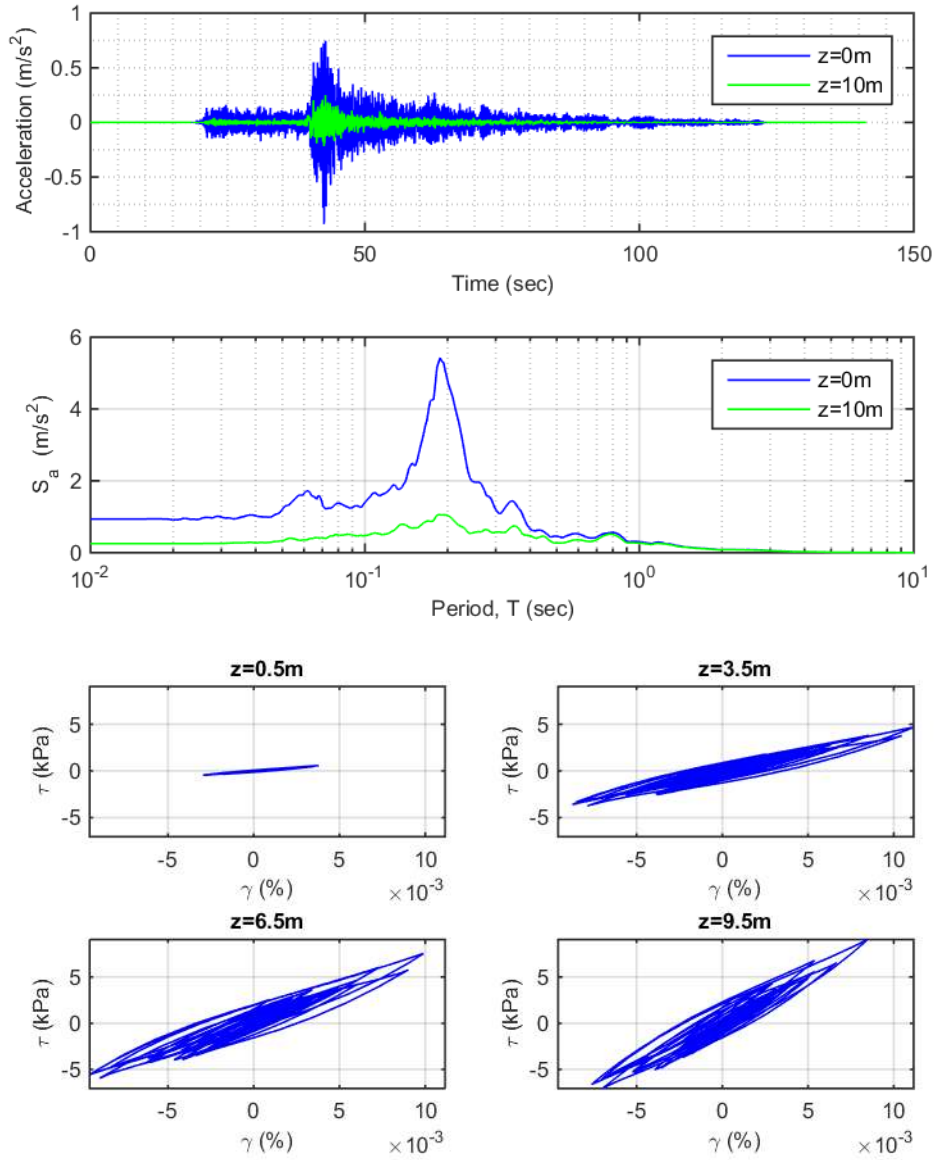 1
0.5
0
-0.5
-1
Acceleration (m/s²)
z=0m
z=10m
0 50 100 150
Time (sec)
6
4
2
0
S_a (m/s²)
z=0m
z=10m
10⁻² 10⁻¹ 10⁰ 10¹
Period, T (sec)
z=0.5m
5
0
-5
τ (kPa)
-5 0 5 10
γ (%) ×10⁻³
z=3.5m
5
0
-5
τ (kPa)
-5 0 5 10
γ (%) ×10⁻³
z=6.5m
5
0
-5
τ (kPa)
-5 0 5 10
γ (%) ×10⁻³
z=9.5m
5
0
-5
τ (kPa)
-5 0 5 10
γ (%) ×10⁻³